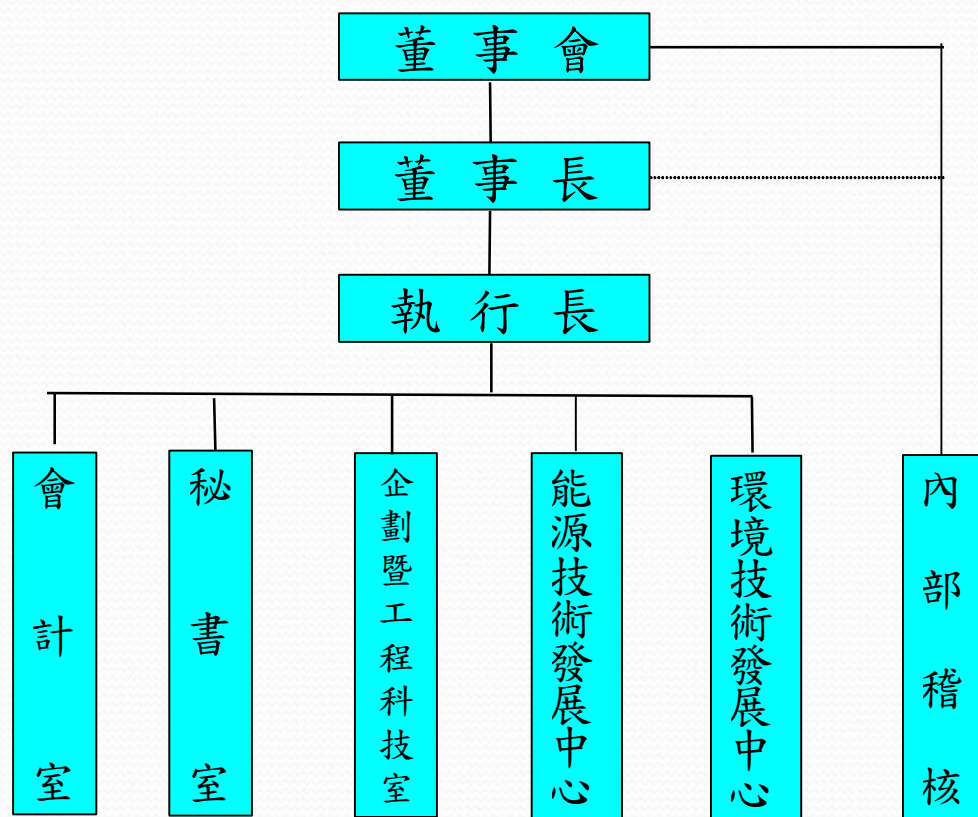 董事會
董事長
執行長
會計室
秘書室
企劃暨工程科技室
能源技術發展中心
環境技術發展中心
內部稽核